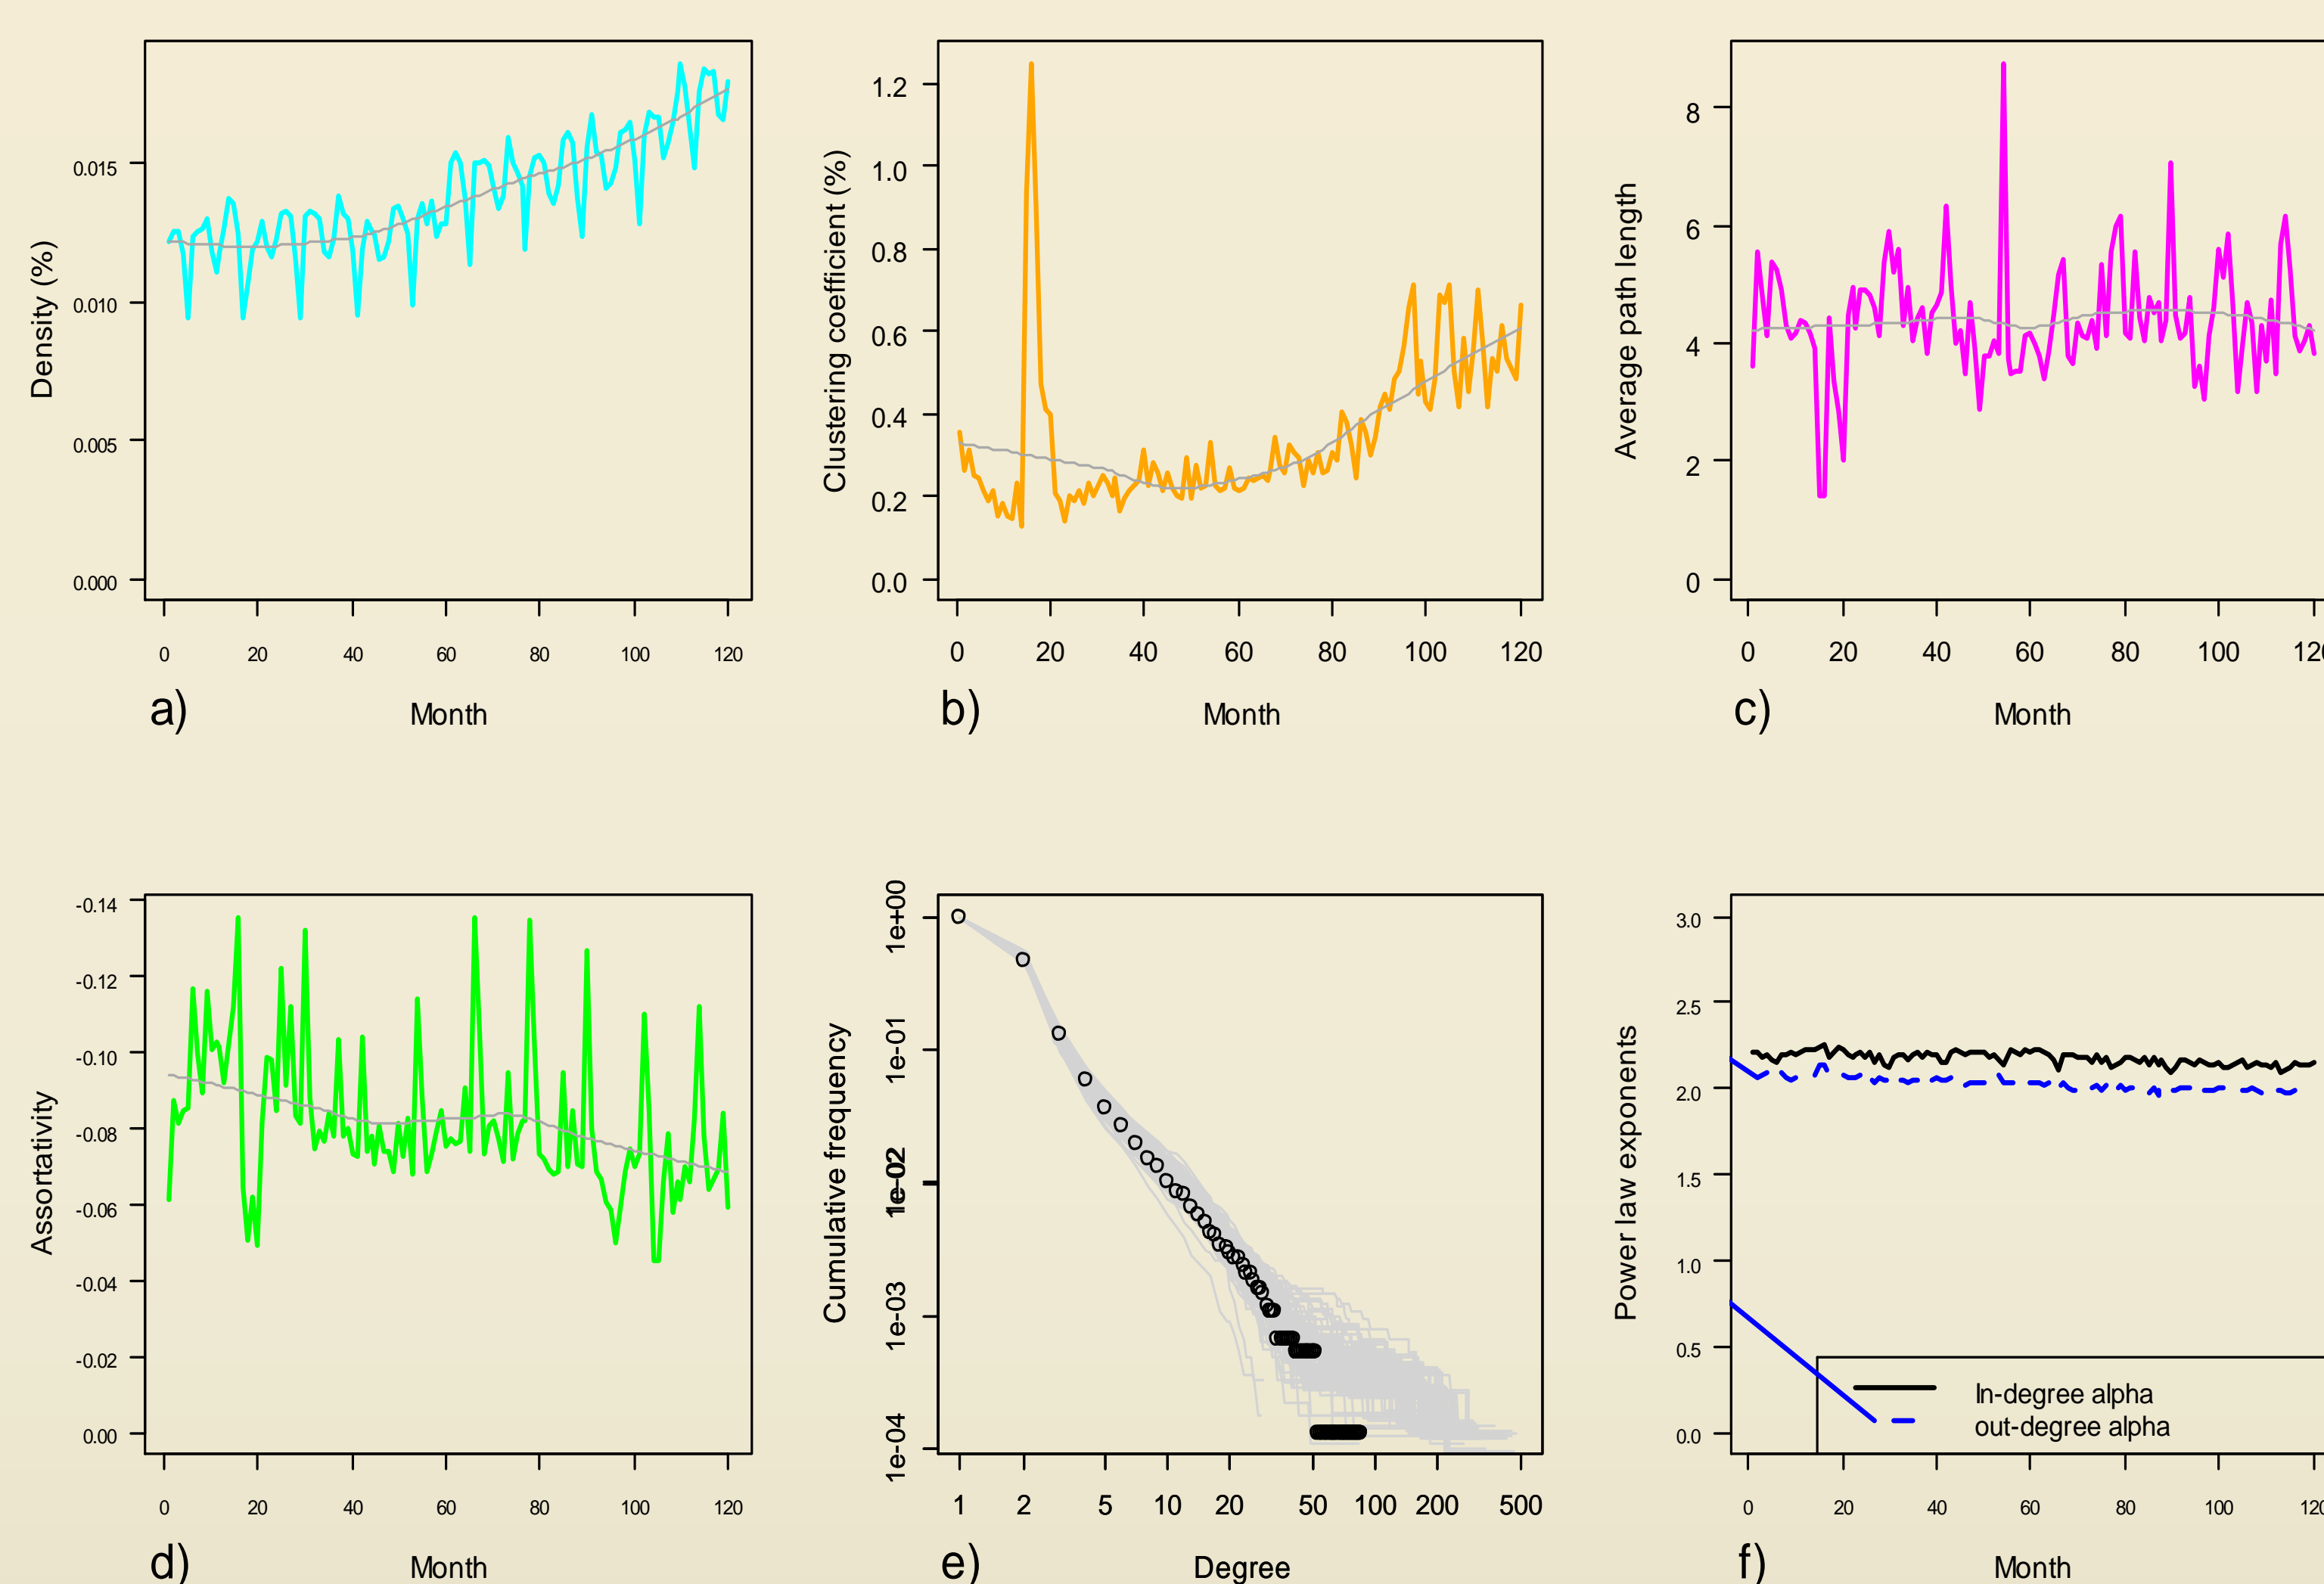 0.015
0.010
0.005
0.000
Density (%)
0 20 40 60 80 100 120
a) Month
1.2
1.0
0.8
0.6
0.4
0.2
0.0
Clustering coefficient (%)
0 20 40 60 80 100 120
b) Month
8
6
4
2
0
Average path length
0 20 40 60 80 100
c) Month
-0.14
-0.12
-0.10
-0.08
-0.06
-0.04
-0.02
0.00
Assortativity
0 20 40 60 80 100 120
d) Month
1e+00
1e-01
1e-02
1e-03
1e-04
Cumulative frequency
1 2 5 10 20 50 100 200 500
e) Degree
3.0
2.5
2.0
1.5
1.0
0.5
0.0
Power law exponents
In-degree alpha
out-degree alpha
0 20 40 60 80 100
f) Month